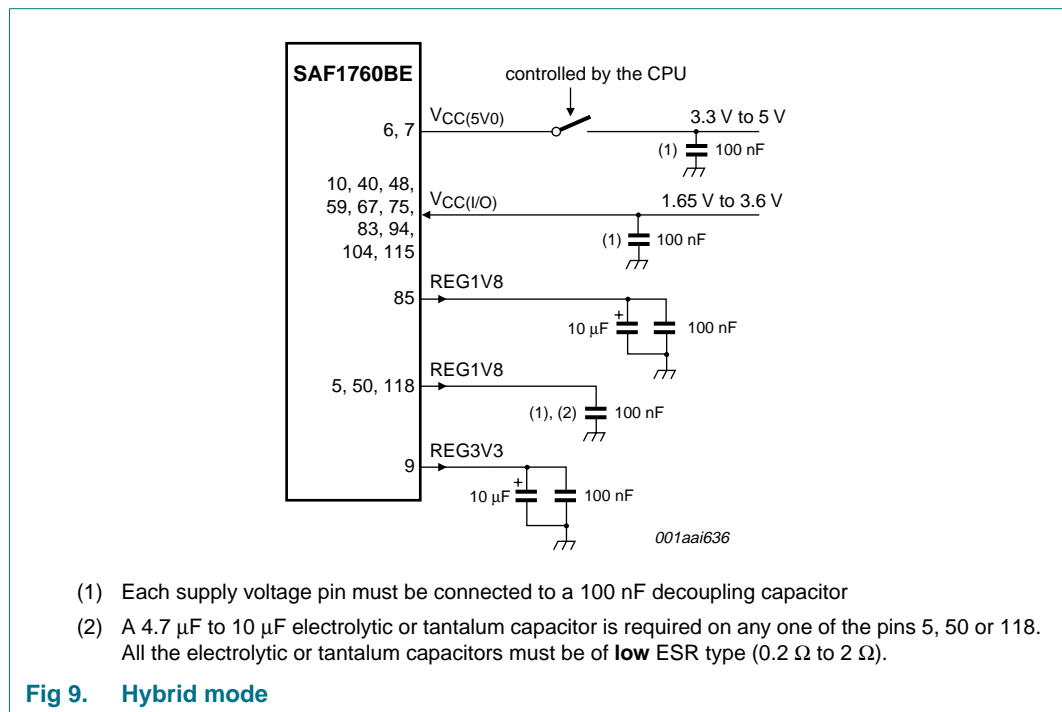 SAF1760BE
controlled by the CPU
6, 7
VCC(5V0)
3.3 V to 5 V
(1)
100 nF
10, 40, 48,
59, 67, 75,
83, 94,
104, 115
VCC(I/O)
1.65 V to 3.6 V
(1)
100 nF
85
REG1V8
+
10 μF
100 nF
5, 50, 118
REG1V8
(1), (2)
100 nF
9
REG3V3
+
10 μF
100 nF
001aai636
(1) Each supply voltage pin must be connected to a 100 nF decoupling capacitor
(2) A 4.7 μF to 10 μF electrolytic or tantalum capacitor is required on any one of the pins 5, 50 or 118.
All the electrolytic or tantalum capacitors must be of low ESR type (0.2 Ω to 2 Ω).
Fig 9. Hybrid mode